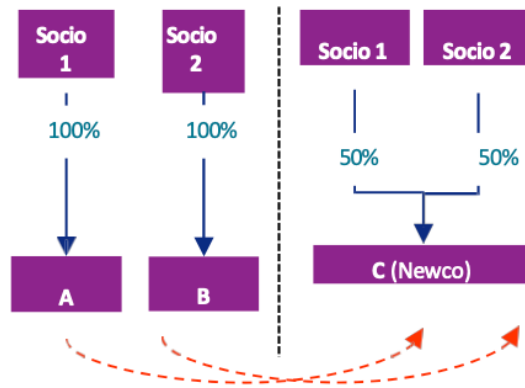 Socio
1
Socio
2
100%
100%
A
B
Socio 1
Socio 2
50%
50%
C (Newco)